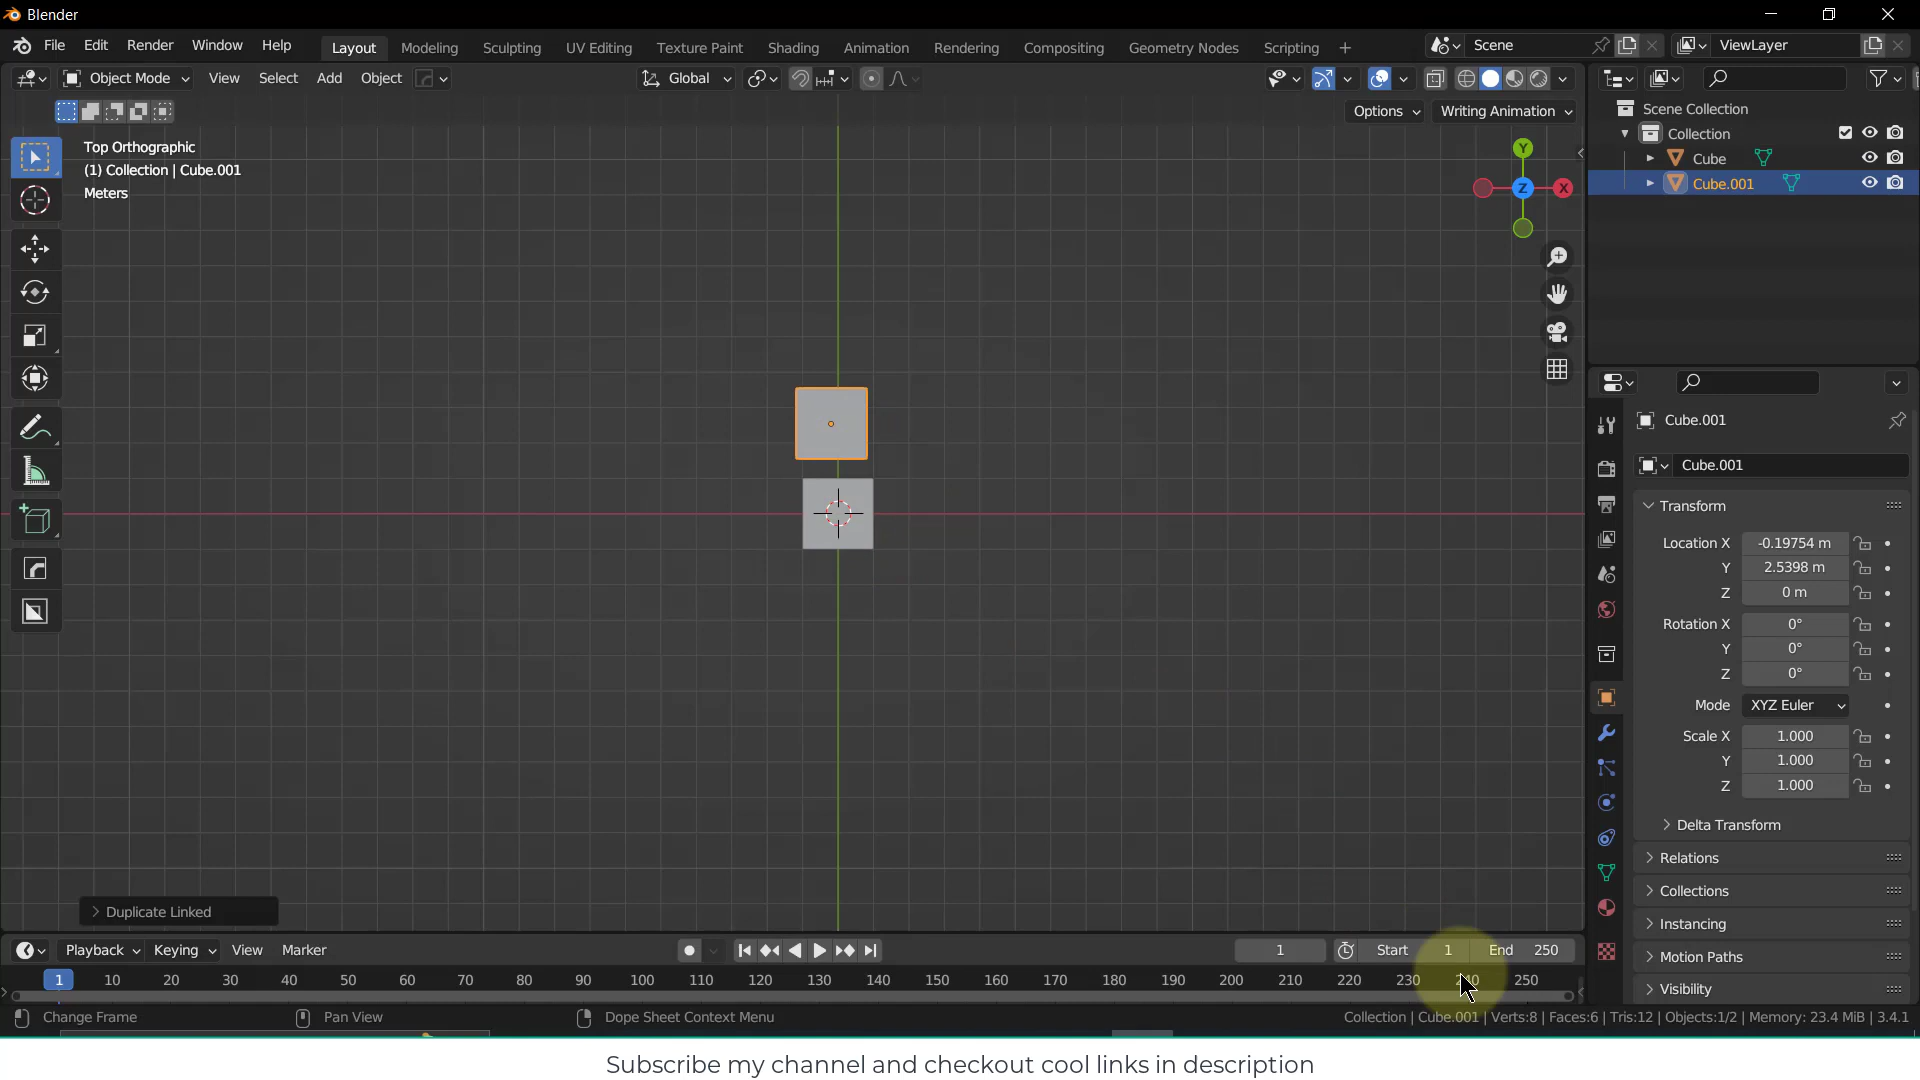 Blender
File Edit Render Window Help Layout Modeling Sculpting UV Editing Texture Paint Shading Animation Rendering Compositing Geometry Nodes Scripting + Scene ViewLayer
Object Mode View Select Add Object Global
Options Writing Animation
Top Orthographic
(1) Collection | Cube.001
Meters
Y
X
Z
Scene Collection
Collection
Cube
Cube.001
Cube.001
Cube.001
Transform
Location X -0.19754 m
Y 2.5398 m
Z 0 m
Rotation X 0°
Y 0°
Z 0°
Mode XYZ Euler
Scale X 1.000
Y 1.000
Z 1.000
Delta Transform
Relations
Collections
Instancing
Motion Paths
Visibility
Duplicate Linked
Playback Keying View Marker 1 Start 1 End 250
1 10 20 30 40 50 60 70 80 90 100 110 120 130 140 150 160 170 180 190 200 210 220 230 240 250
Change Frame Pan View Dope Sheet Context Menu Collection | Cube.001 | Verts:8 | Faces:6 | Tris:12 | Objects:1/2 | Memory: 23.4 MiB | 3.4.1
Subscribe my channel and checkout cool links in description